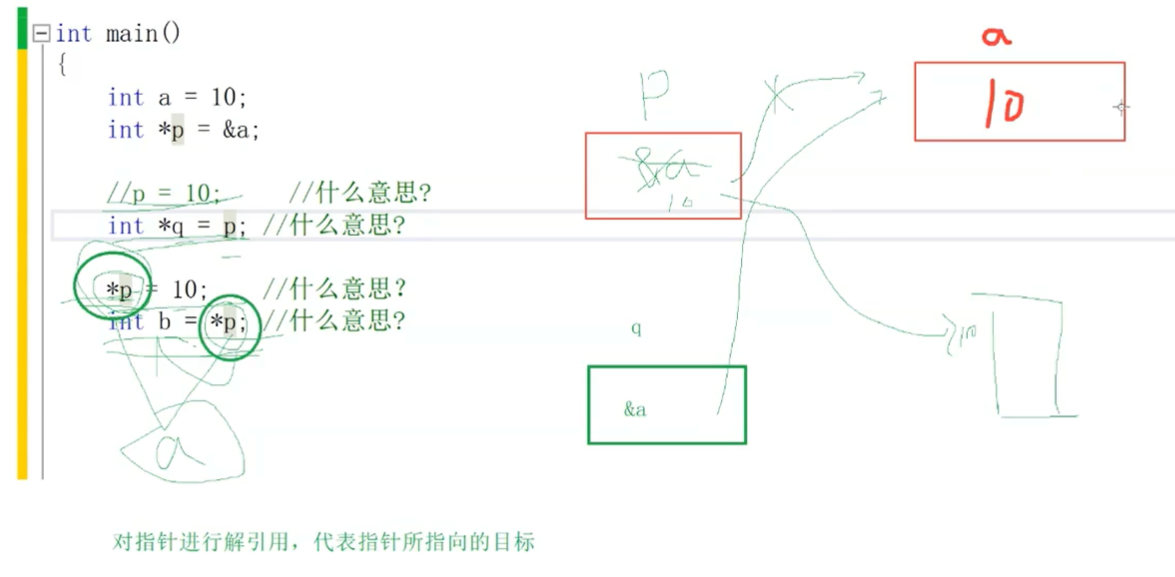 int main()
{
int a = 10;
int *p = &a;
//p = 10; //什么意思?
int *q = p; //什么意思?
*p = 10; //什么意思?
int b = *p; //什么意思?
a
p
&a
10
a
10
q
&a
10
对指针进行解引用，代表指针所指向的目标